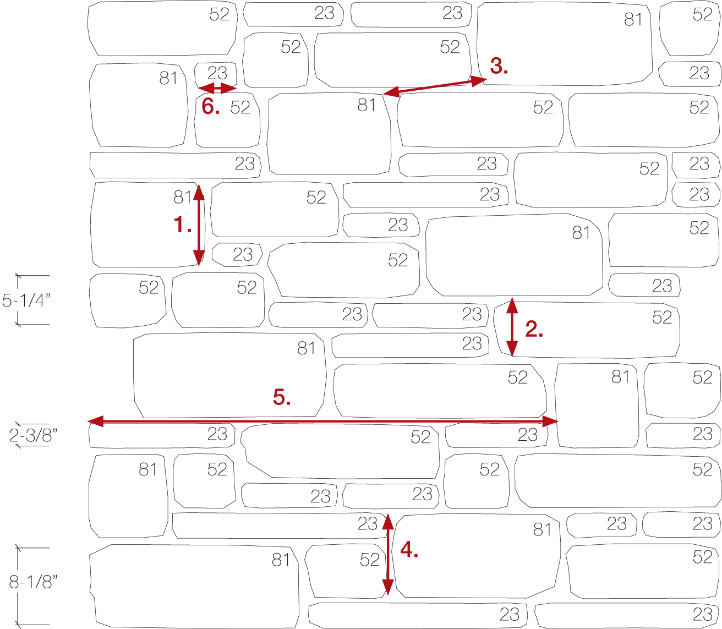 52 23 23 81 52
52 52
81 23 3. 23
6. 52 81 52 52
23 23 52 23
81 52 23 23
1. 23 81 52
23 52
5-1/4" 52 52 23
23 23 2. 52
81 23
52 81 52
5.
2-3/8" 23 52 23 23
81 52 52 52
23 23
23 81 23 23
8-1/8" 81 52 4. 52
23 23